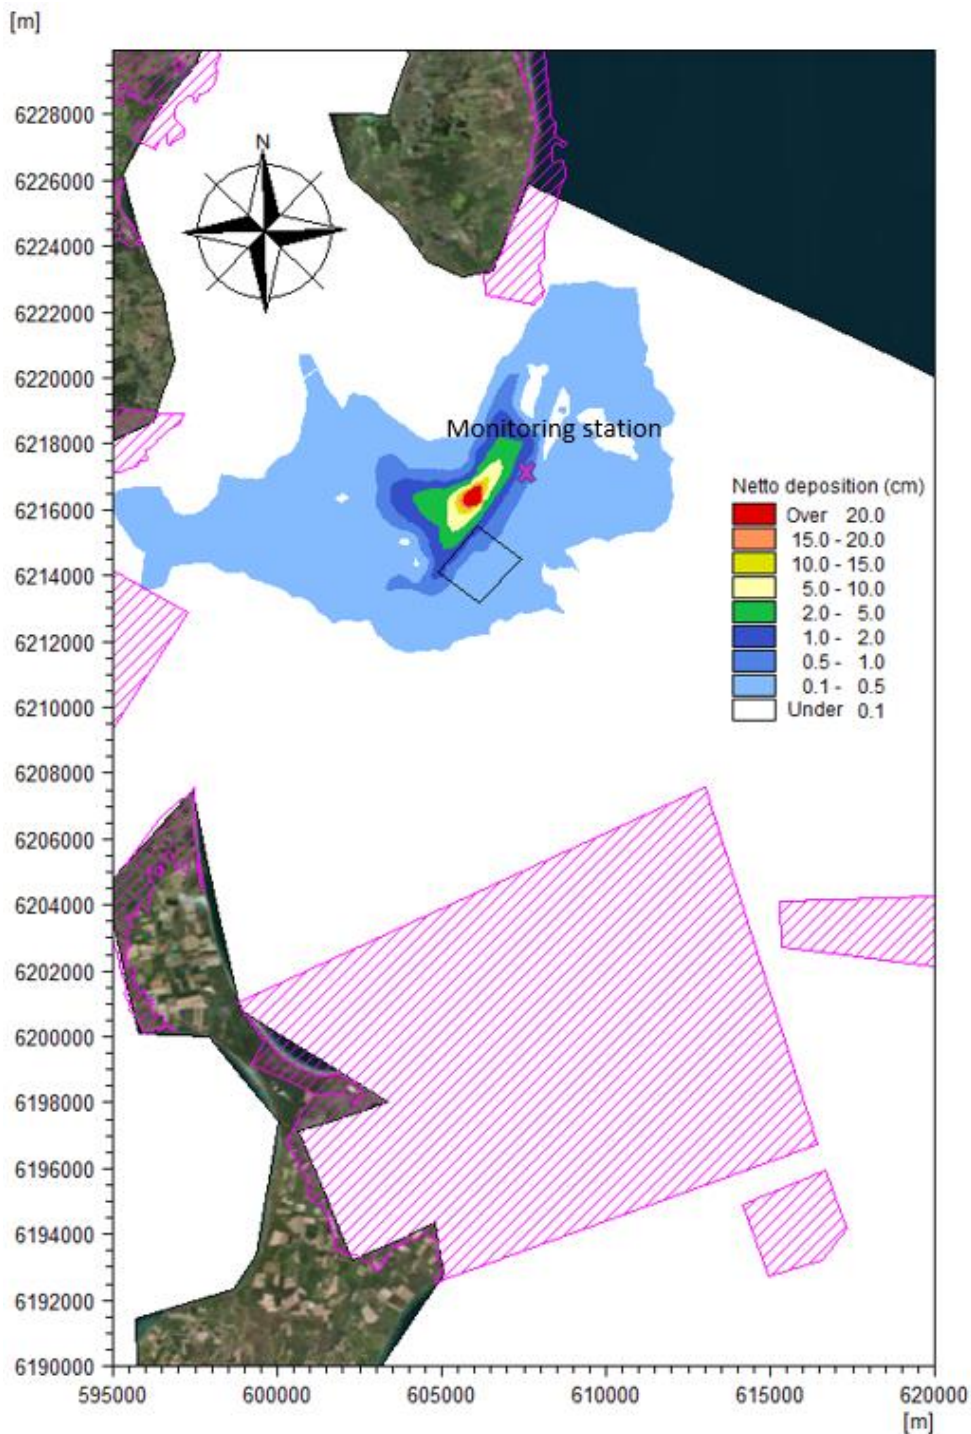 [m]
6228000
N
6226000
6224000
6222000
6220000
6218000
Monitoring station
6216000
Netto deposition (cm)
Over 20.0
15.0 - 20.0
10.0 - 15.0
5.0 - 10.0
2.0 - 5.0
1.0 - 2.0
0.5 - 1.0
0.1 - 0.5
Under 0.1
6214000
6212000
6210000
6208000
6206000
6204000
6202000
6200000
6198000
6196000
6194000
6192000
6190000
595000 600000 605000 610000 615000 620000
[m]